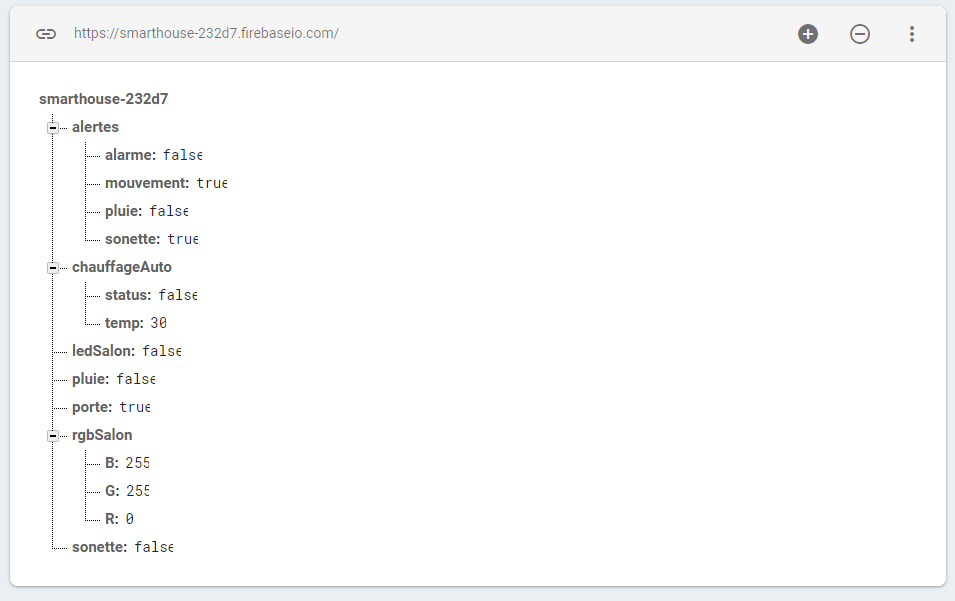 https://smarthouse-232d7.firebaseio.com/
smarthouse-232d7
alertes
alarme: false
mouvement: true
pluie: false
sonette: true
chauffageAuto
status: false
temp: 30
ledSalon: false
pluie: false
porte: true
rgbSalon
B: 255
G: 255
R: 0
sonette: false